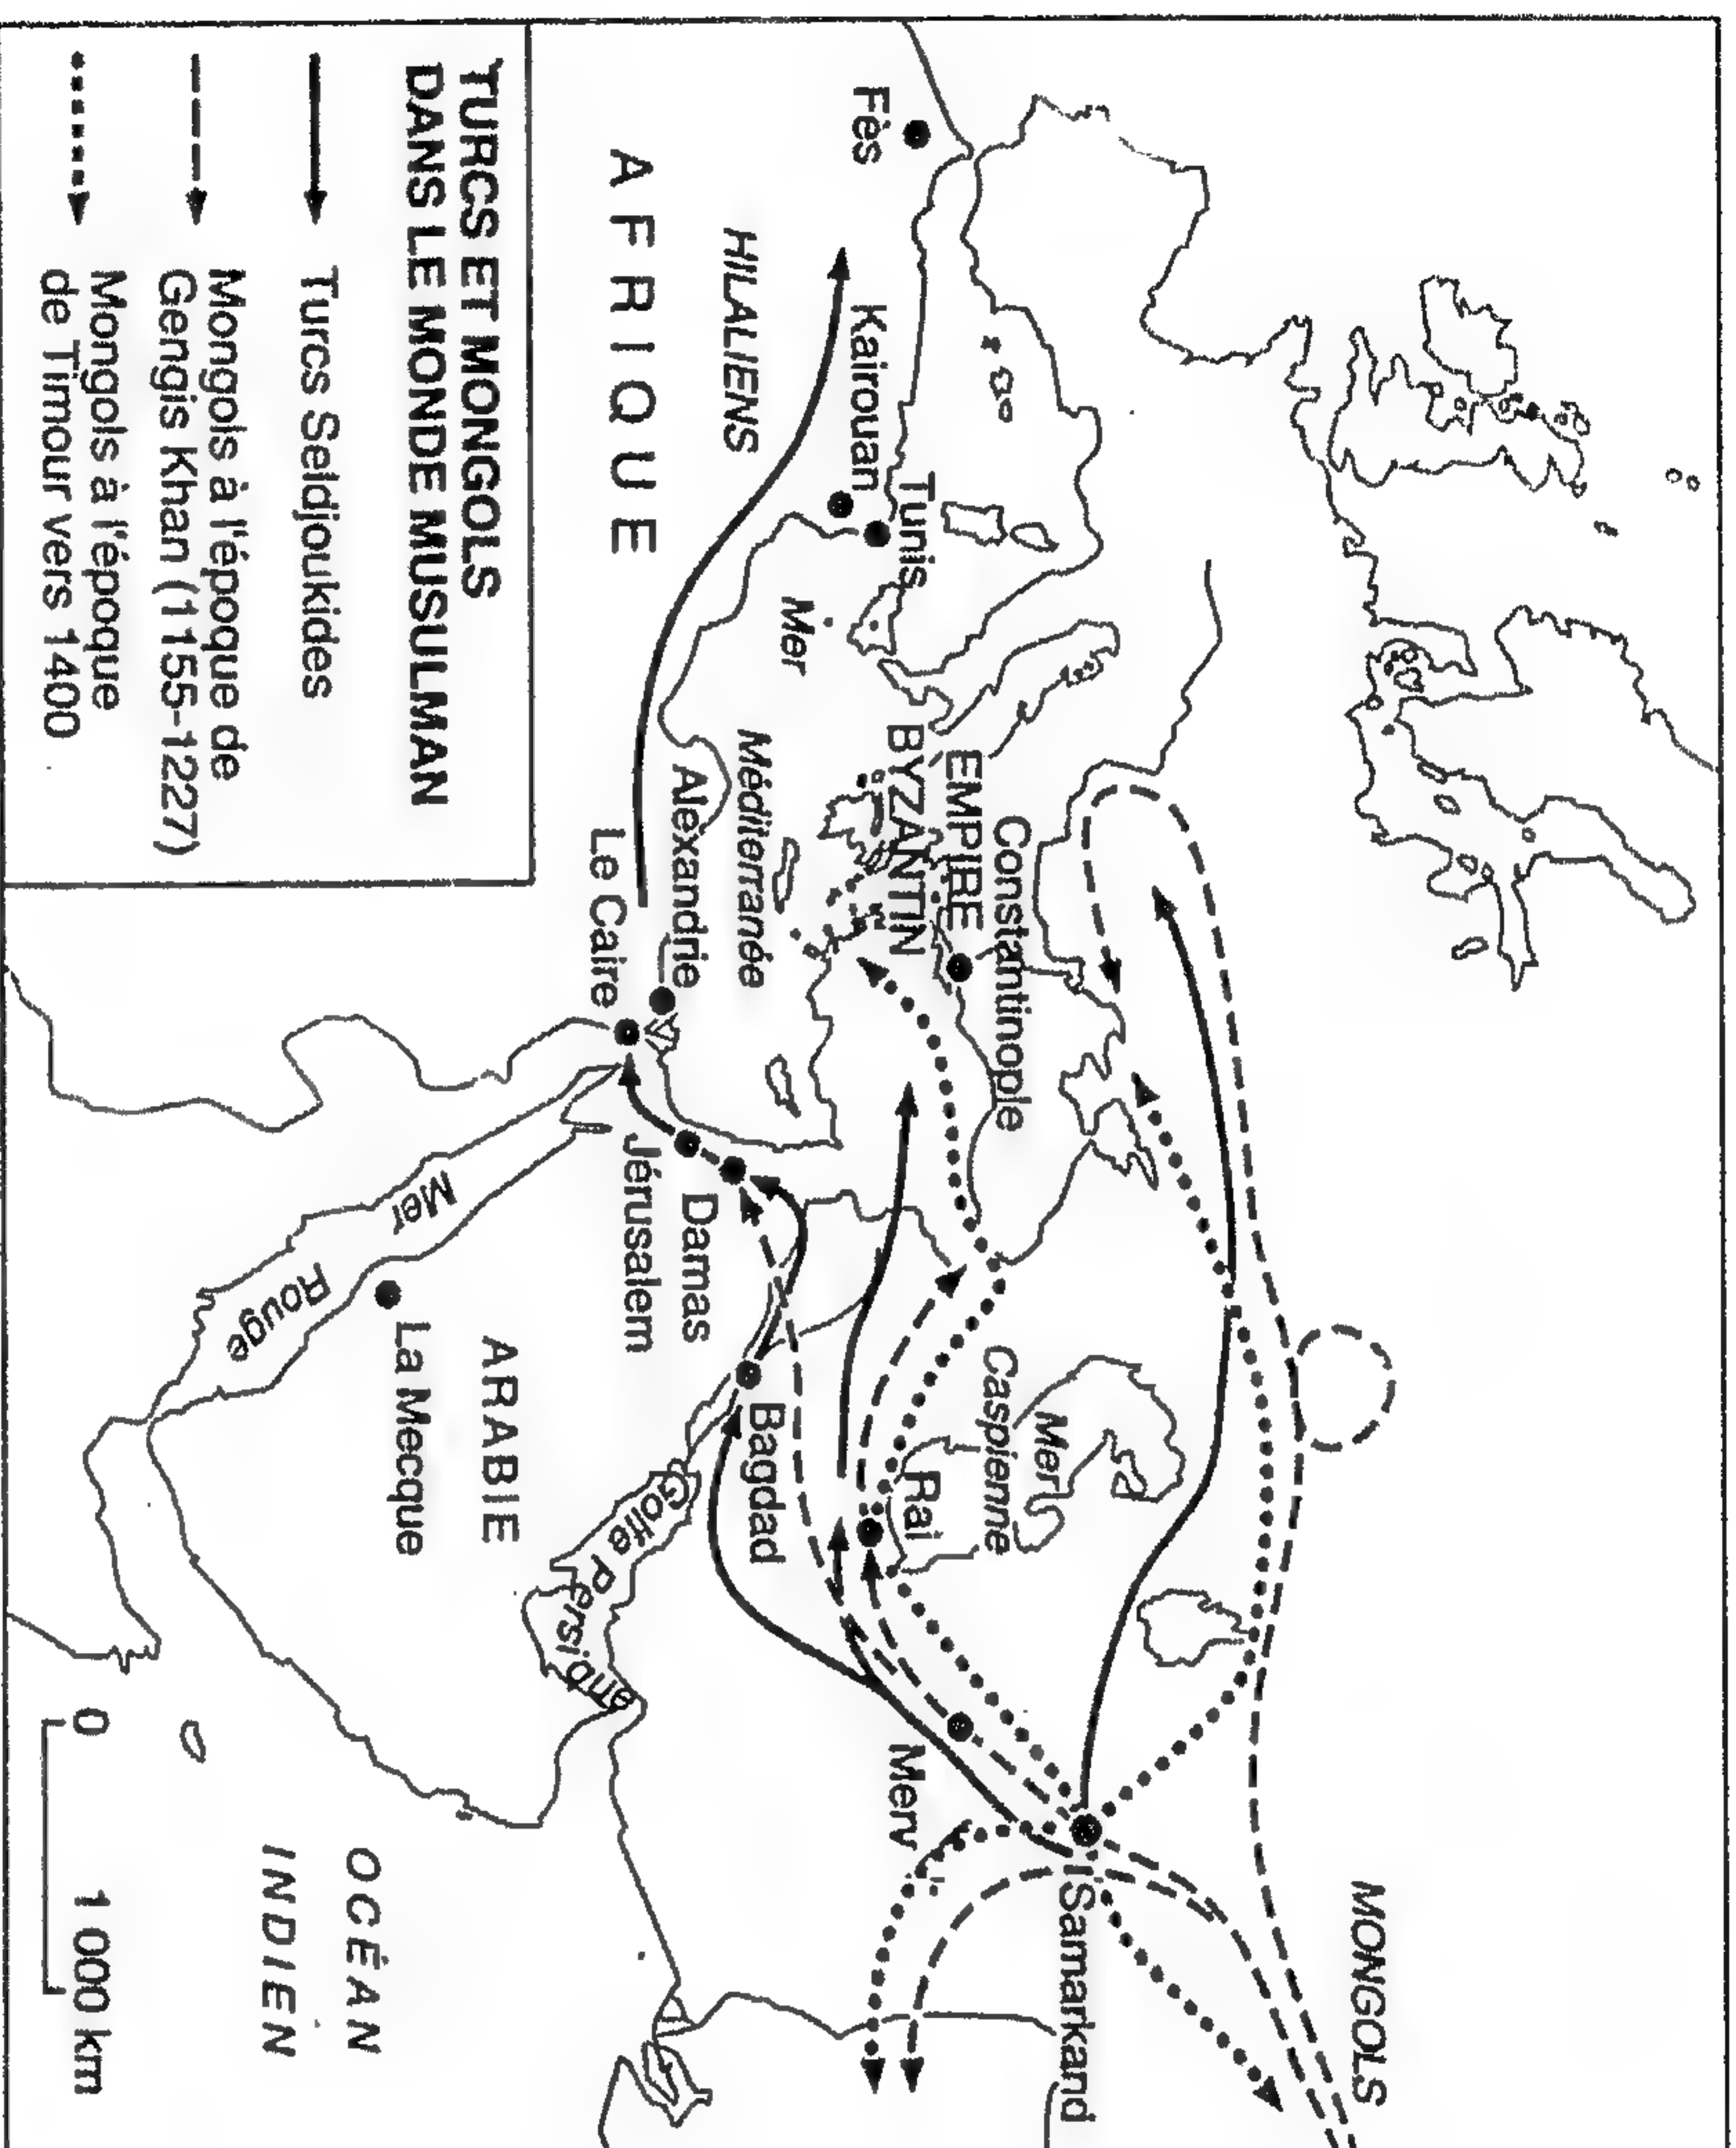 MONGOLS
Constantinople
EMPIRE
BYZANTIN
Mer
Caspienne
Samarkand
Fès
Tunis
Kairouan
Mer
Méditerranée
Rai
Merv
HILALIENS
Alexandrie
Le Caire
Damas
Jérusalem
Bagdad
Golfe Persique
AFRIQUE
ARABIE
Mer
Rouge
La Mecque
OCÉAN
INDIEN
TURCS ET MONGOLS
DANS LE MONDE MUSULMAN
Turcs Seldjoukides
Mongols à l'époque de
Gengis Khan (1155-1227)
Mongols à l'époque
de Timour vers 1400
0 1 000 km